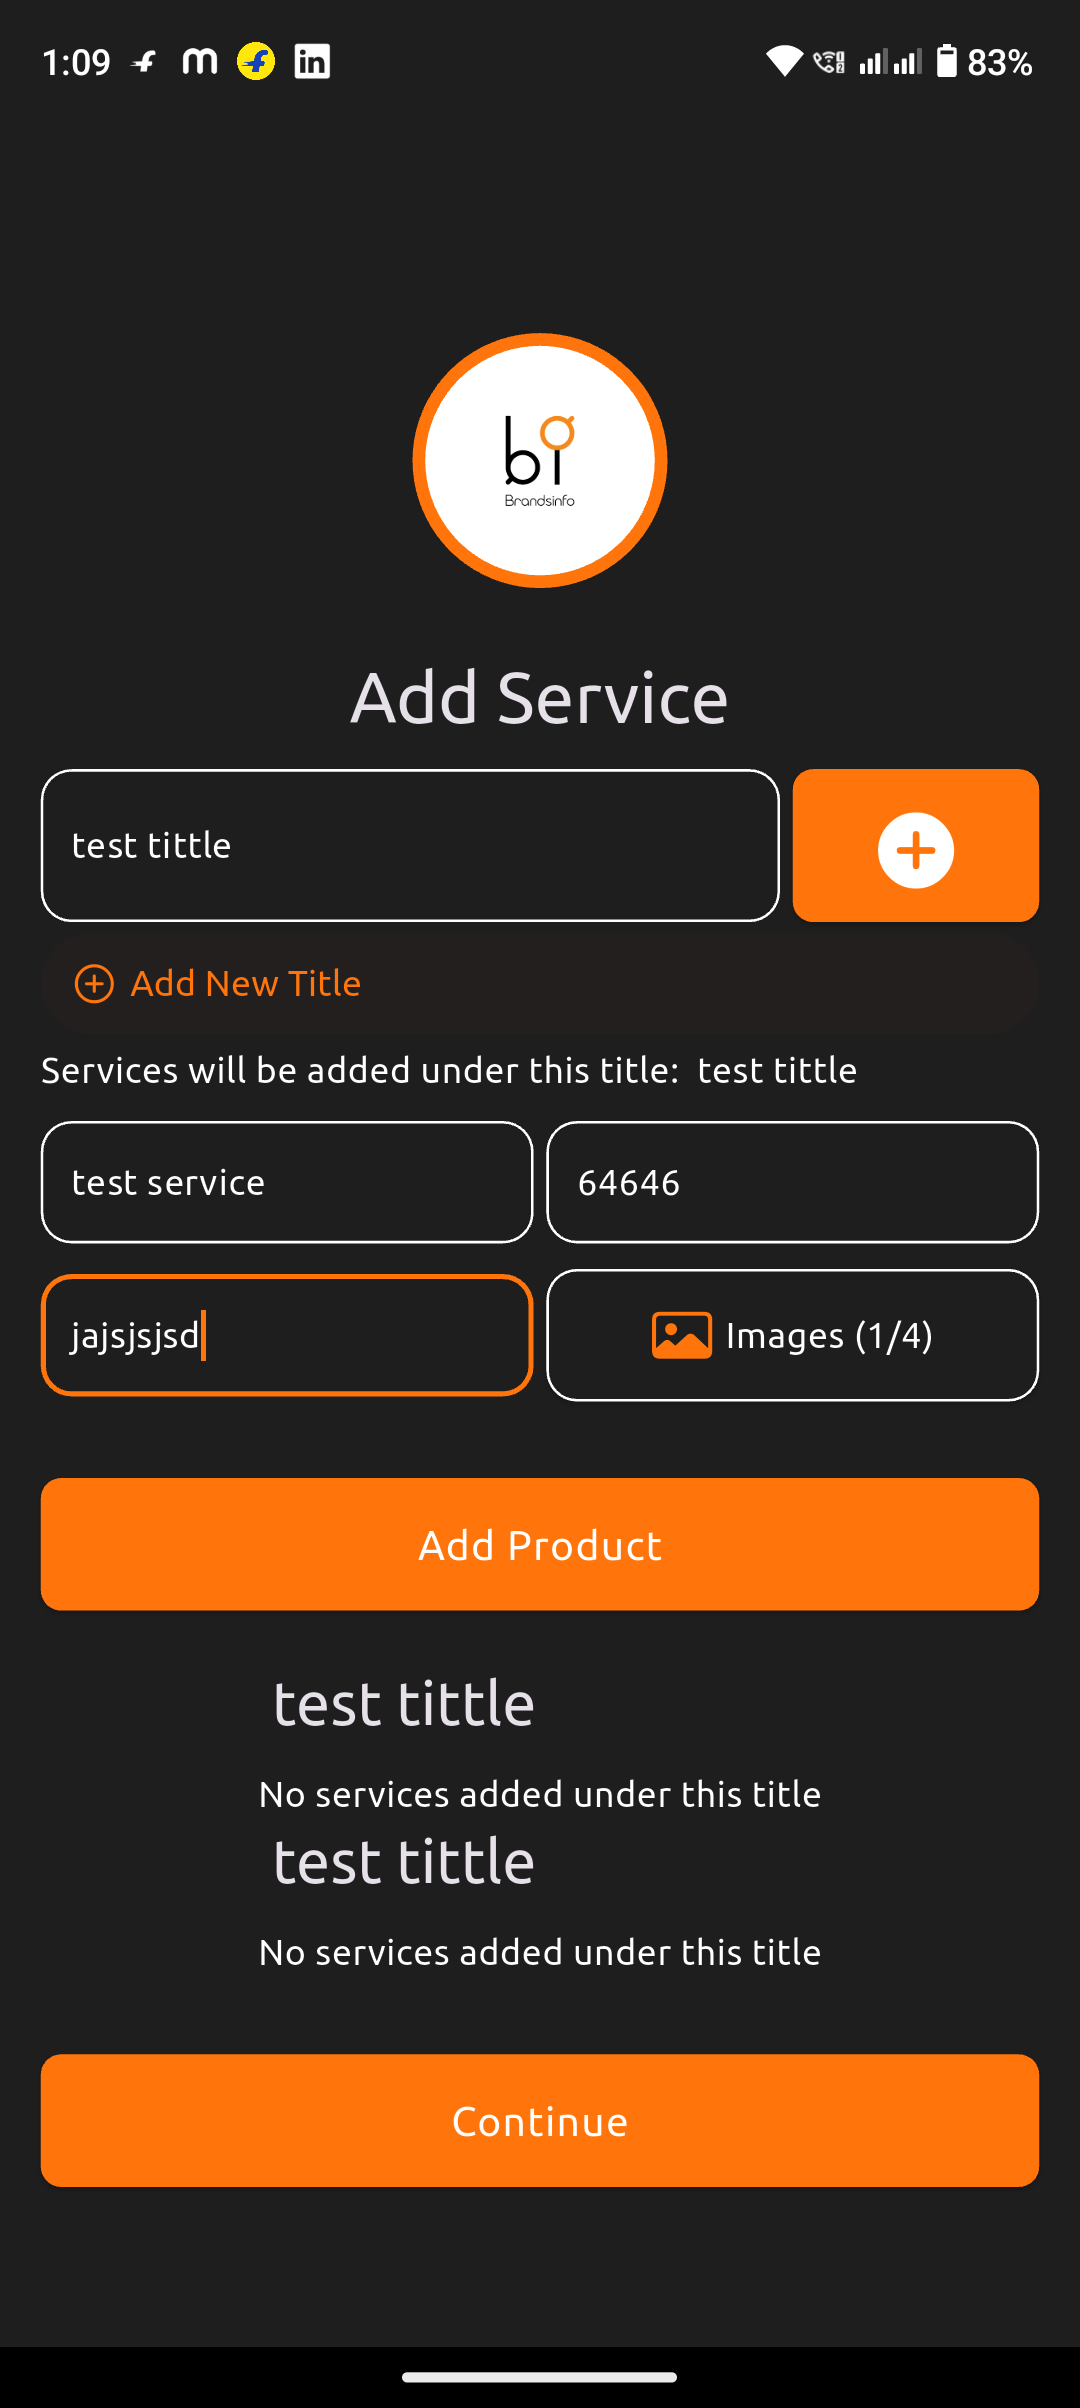 1:09 m in 83%
bi
Brandsinfo
Add Service
test tittle
Add New Title
Services will be added under this title: test tittle
test service 64646
jajsjsjsd Images (1/4)
Add Product
test tittle
No services added under this title
test tittle
No services added under this title
Continue